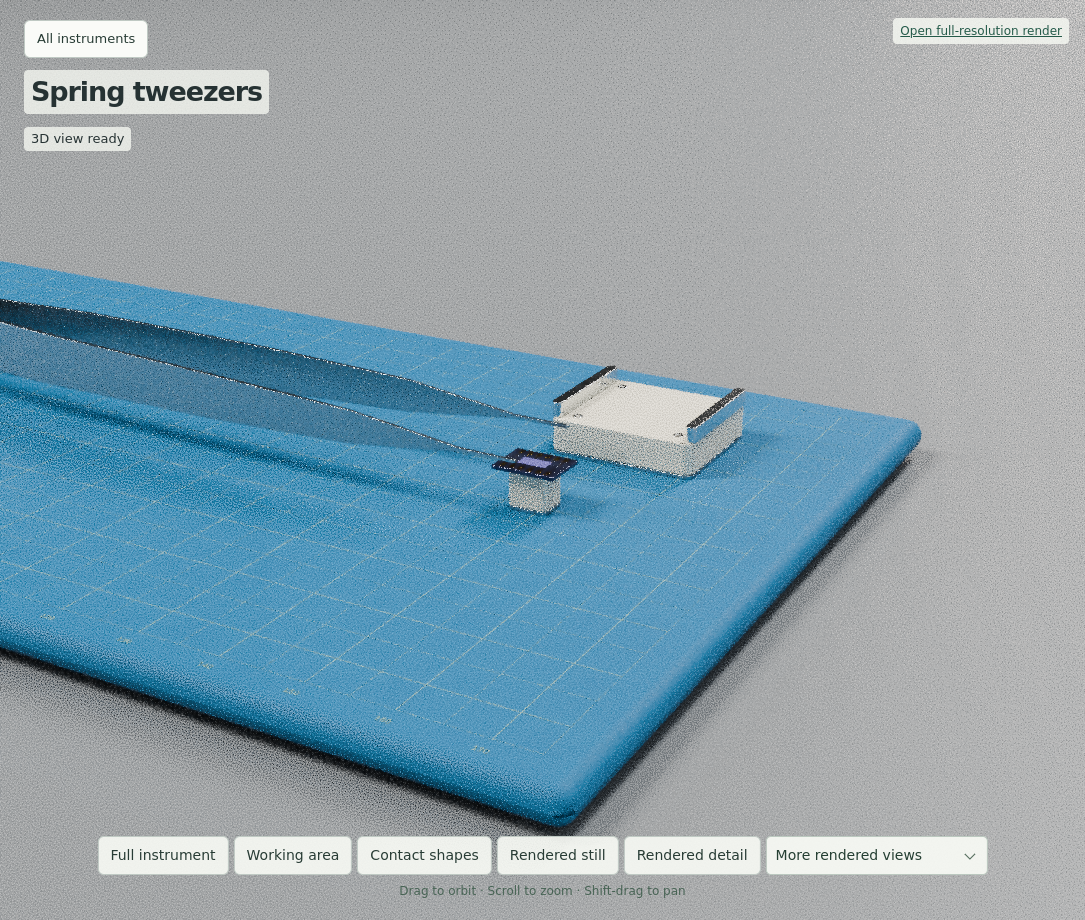 All instruments
Open full-resolution render
Spring tweezers
3D view ready
Full instrument
Working area
Contact shapes
Rendered still
Rendered detail
More rendered views
Drag to orbit · Scroll to zoom · Shift-drag to pan